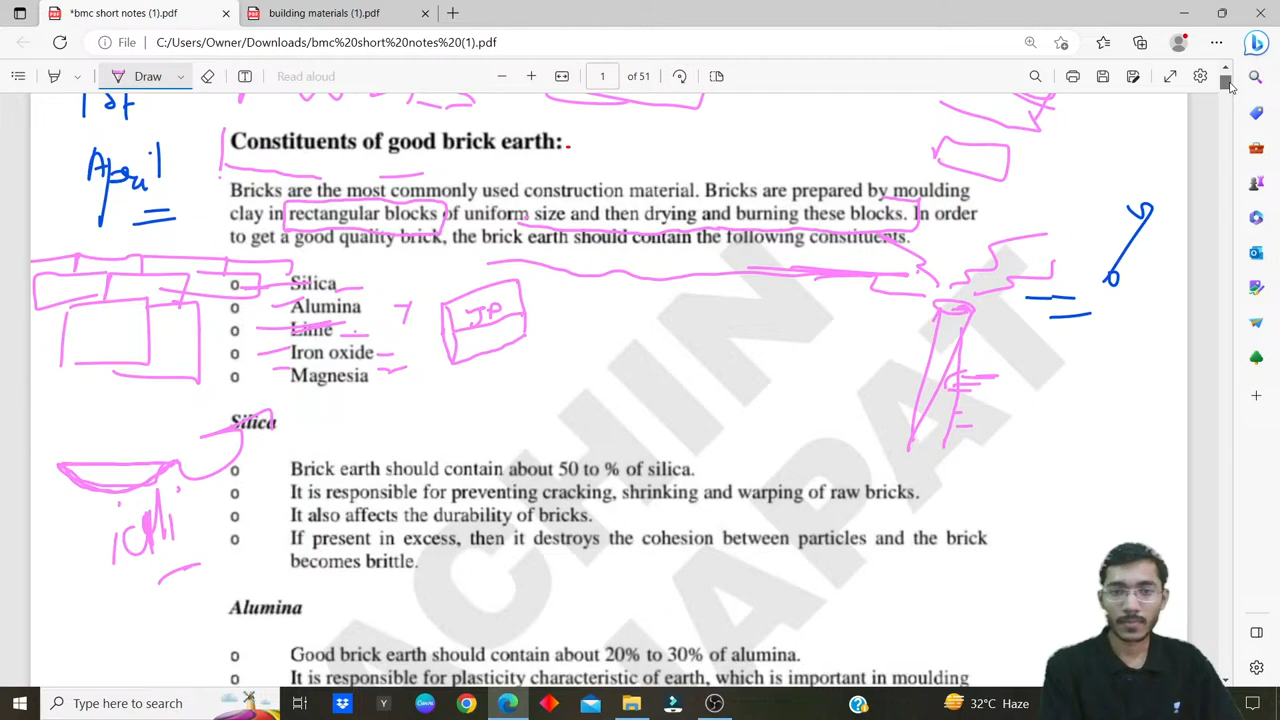 *bmc short notes (1).pdf
building materials (1).pdf
File
C:/Users/Owner/Downloads/bmc%20short%20notes%20(1).pdf
Draw
Read aloud
1
of 51
1st
April
Constituents of good brick earth:
Bricks are the most commonly used construction material. Bricks are prepared by moulding
clay in rectangular blocks of uniform size and then drying and burning these blocks. In order
to get a good quality brick, the brick earth should contain the following constituents.
o Silica
o Alumina
o Lime
o Iron oxide
o Magnesia
JP
Silica
o Brick earth should contain about 50 to % of silica.
o It is responsible for preventing cracking, shrinking and warping of raw bricks.
o It also affects the durability of bricks.
o If present in excess, then it destroys the cohesion between particles and the brick
becomes brittle.
Alumina
o Good brick earth should contain about 20% to 30% of alumina.
o It is responsible for plasticity characteristic of earth, which is important in moulding
Type here to search
32°C Haze